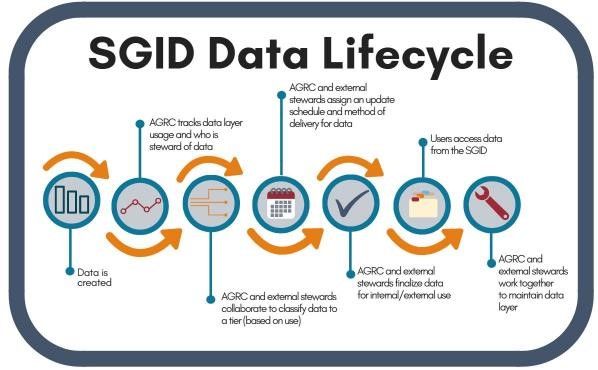 SGID Data Lifecycle
AGRC and external
stewards assign an update
schedule and method of
delivery for data
AGRC tracks data layer
usage and who is
steward of data
Users access data
from the SGID
Data is
created
AGRC and external stewards
collaborate to classify data to
a tier (based on use)
AGRC and external
stewards finalize data
for internal/external use
AGRC and
external stewards
work together
to maintain data
layer